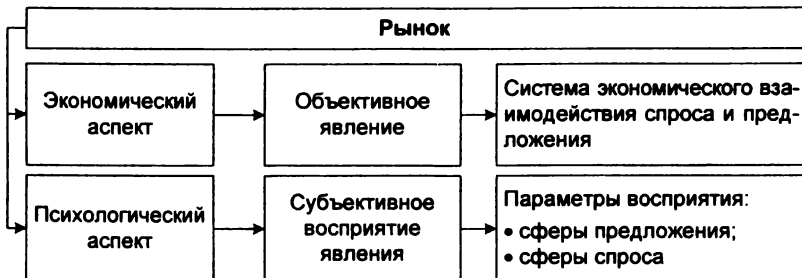 Рынок
Экономический
аспект
Объективное
явление
Система экономического вза-
имодействия спроса и пред-
ложения
Психологический
аспект
Субъективное
восприятие
явления
Параметры восприятия:
• сферы предложения;
• сферы спроса